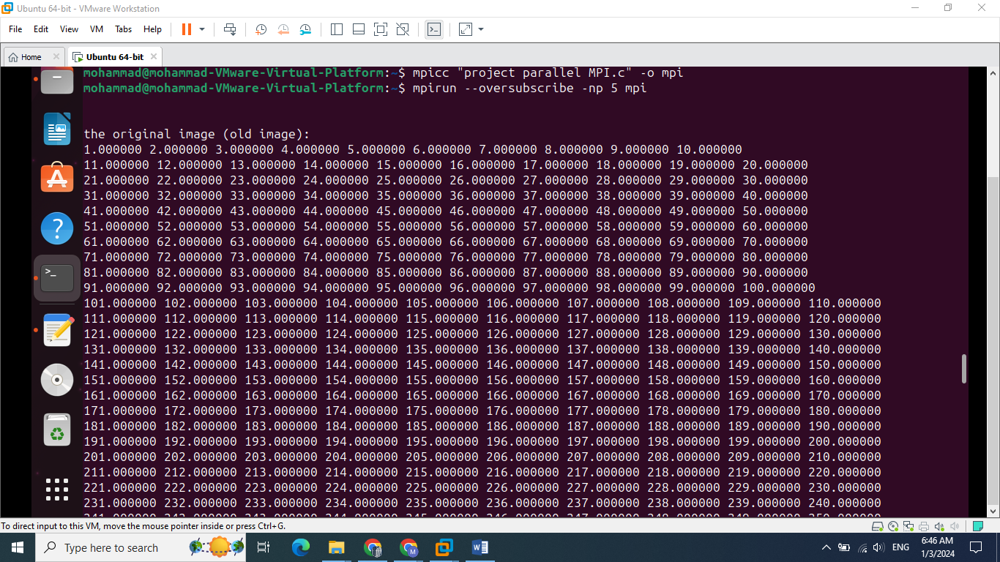 Ubuntu 64-bit - VMware Workstation
File Edit View VM Tabs Help
Home Ubuntu 64-bit
mohammad@mohammad-VMware-Virtual-Platform:~$ mpicc "project parallel MPI.c" -o mpi
mohammad@mohammad-VMware-Virtual-Platform:~$ mpirun --oversubscribe -np 5 mpi
the original image (old image):
1.000000 2.000000 3.000000 4.000000 5.000000 6.000000 7.000000 8.000000 9.000000 10.000000
11.000000 12.000000 13.000000 14.000000 15.000000 16.000000 17.000000 18.000000 19.000000 20.000000
21.000000 22.000000 23.000000 24.000000 25.000000 26.000000 27.000000 28.000000 29.000000 30.000000
31.000000 32.000000 33.000000 34.000000 35.000000 36.000000 37.000000 38.000000 39.000000 40.000000
41.000000 42.000000 43.000000 44.000000 45.000000 46.000000 47.000000 48.000000 49.000000 50.000000
51.000000 52.000000 53.000000 54.000000 55.000000 56.000000 57.000000 58.000000 59.000000 60.000000
61.000000 62.000000 63.000000 64.000000 65.000000 66.000000 67.000000 68.000000 69.000000 70.000000
71.000000 72.000000 73.000000 74.000000 75.000000 76.000000 77.000000 78.000000 79.000000 80.000000
81.000000 82.000000 83.000000 84.000000 85.000000 86.000000 87.000000 88.000000 89.000000 90.000000
91.000000 92.000000 93.000000 94.000000 95.000000 96.000000 97.000000 98.000000 99.000000 100.000000
101.000000 102.000000 103.000000 104.000000 105.000000 106.000000 107.000000 108.000000 109.000000 110.000000
111.000000 112.000000 113.000000 114.000000 115.000000 116.000000 117.000000 118.000000 119.000000 120.000000
121.000000 122.000000 123.000000 124.000000 125.000000 126.000000 127.000000 128.000000 129.000000 130.000000
131.000000 132.000000 133.000000 134.000000 135.000000 136.000000 137.000000 138.000000 139.000000 140.000000
141.000000 142.000000 143.000000 144.000000 145.000000 146.000000 147.000000 148.000000 149.000000 150.000000
151.000000 152.000000 153.000000 154.000000 155.000000 156.000000 157.000000 158.000000 159.000000 160.000000
161.000000 162.000000 163.000000 164.000000 165.000000 166.000000 167.000000 168.000000 169.000000 170.000000
171.000000 172.000000 173.000000 174.000000 175.000000 176.000000 177.000000 178.000000 179.000000 180.000000
181.000000 182.000000 183.000000 184.000000 185.000000 186.000000 187.000000 188.000000 189.000000 190.000000
191.000000 192.000000 193.000000 194.000000 195.000000 196.000000 197.000000 198.000000 199.000000 200.000000
201.000000 202.000000 203.000000 204.000000 205.000000 206.000000 207.000000 208.000000 209.000000 210.000000
211.000000 212.000000 213.000000 214.000000 215.000000 216.000000 217.000000 218.000000 219.000000 220.000000
221.000000 222.000000 223.000000 224.000000 225.000000 226.000000 227.000000 228.000000 229.000000 230.000000
231.000000 232.000000 233.000000 234.000000 235.000000 236.000000 237.000000 238.000000 239.000000 240.000000
To direct input to this VM, move the mouse pointer inside or press Ctrl+G.
Type here to search
ENG
6:46 AM
1/3/2024